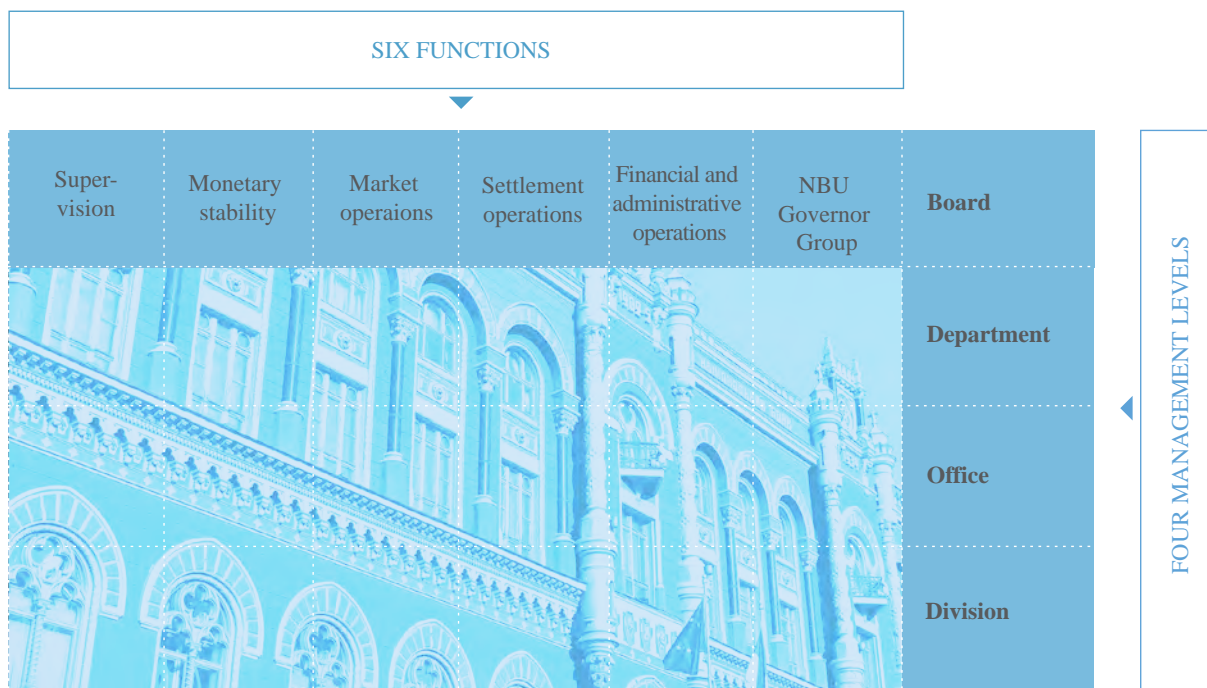 SIX FUNCTIONS
Super-
vision
Monetary
stability
Market
operaions
Settlement
operations
Financial and
administrative
operations
NBU
Governor
Group
Board
Department
Office
Division
FOUR MANAGEMENT LEVELS